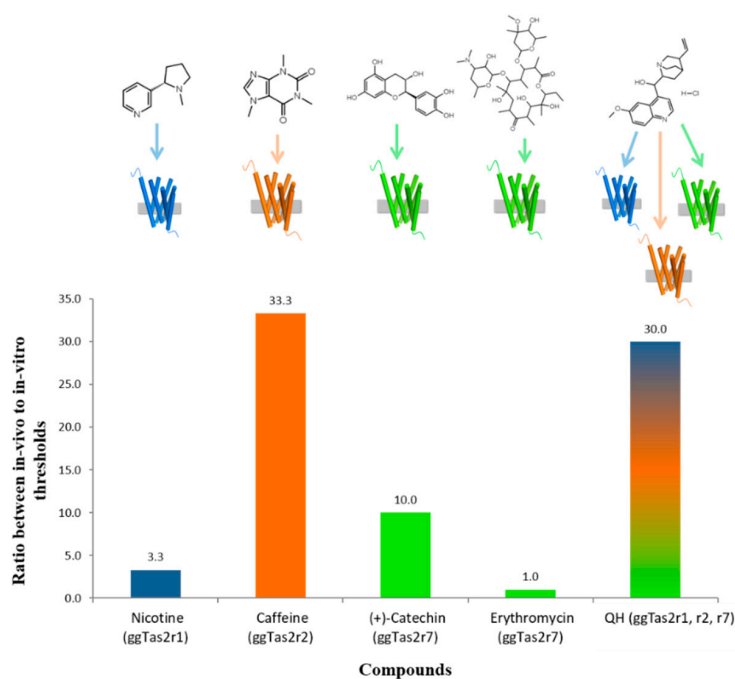 35.0
30.0
25.0
20.0
15.0
10.0
5.0
0.0
Ratio between in-vivo to in-vitro
thresholds
3.3
33.3
10.0
1.0
30.0
Nicotine
(ggTas2r1)
Caffeine
(ggTas2r2)
(+)-Catechin
(ggTas2r7)
Erythromycin
(ggTas2r7)
QH (ggTas2r1, r2, r7)
Compounds